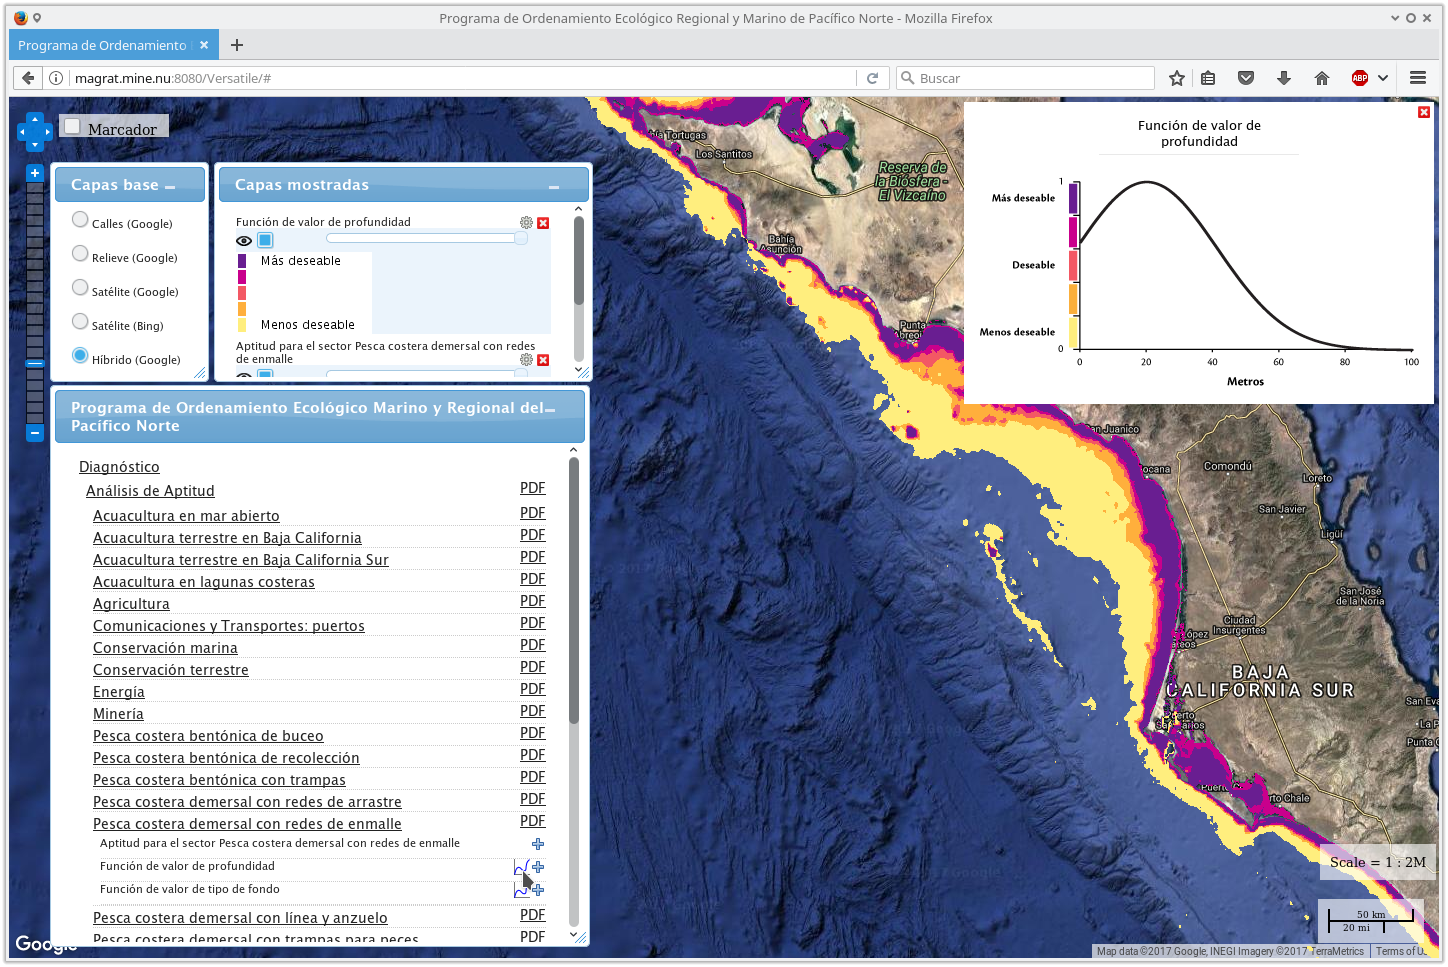 Programa de Ordenamiento Ecológico Regional y Marino de Pacífico Norte - Mozilla Firefox
Programa de Ordenamiento
magrat.mine.nu:8080/Versatile/#
Buscar
ABP
Marcador
Capas base
Calles (Google)
Relieve (Google)
Satélite (Google)
Satélite (Bing)
Híbrido (Google)
Capas mostradas
Función de valor de profundidad
Más deseable
Menos deseable
Aptitud para el sector Pesca costera demersal con redes
de enmalle
Programa de Ordenamiento Ecológico Marino y Regional del
Pacífico Norte
Diagnóstico
Análisis de Aptitud PDF
Acuacultura en mar abierto PDF
Acuacultura terrestre en Baja California PDF
Acuacultura terrestre en Baja California Sur PDF
Acuacultura en lagunas costeras PDF
Agricultura PDF
Comunicaciones y Transportes: puertos PDF
Conservación marina PDF
Conservación terrestre PDF
Energía PDF
Minería PDF
Pesca costera bentónica de buceo PDF
Pesca costera bentónica de recolección PDF
Pesca costera bentónica con trampas PDF
Pesca costera demersal con redes de arrastre PDF
Pesca costera demersal con redes de enmalle PDF
Aptitud para el sector Pesca costera demersal con redes de enmalle
Función de valor de profundidad
Función de valor de tipo de fondo
Pesca costera demersal con línea y anzuelo PDF
Pesca costera demersal con trampas para peces PDF
Google
Función de valor de
profundidad
Más deseable
Deseable
Menos deseable
1
0
0 20 40 60 80 100
Metros
Tortugas
Los Santitos
Reserva de
la Biósfera -
El Vizcaíno
Bahía
Asunción
Punta
Abreoj
an Juanico
ocana
Comondú
Loreto
San Javier
Ligüí
San José
de la Noria
Ciudad
Insurgentes
López
ateos
BAJA
CALIFORNIA SUR
San Eva
La P
Punta
Puerto
rto Chale
Scale = 1 : 2M
50 km
20 mi
Map data ©2017 Google, INEGI Imagery ©2017 TerraMetrics
Terms of U